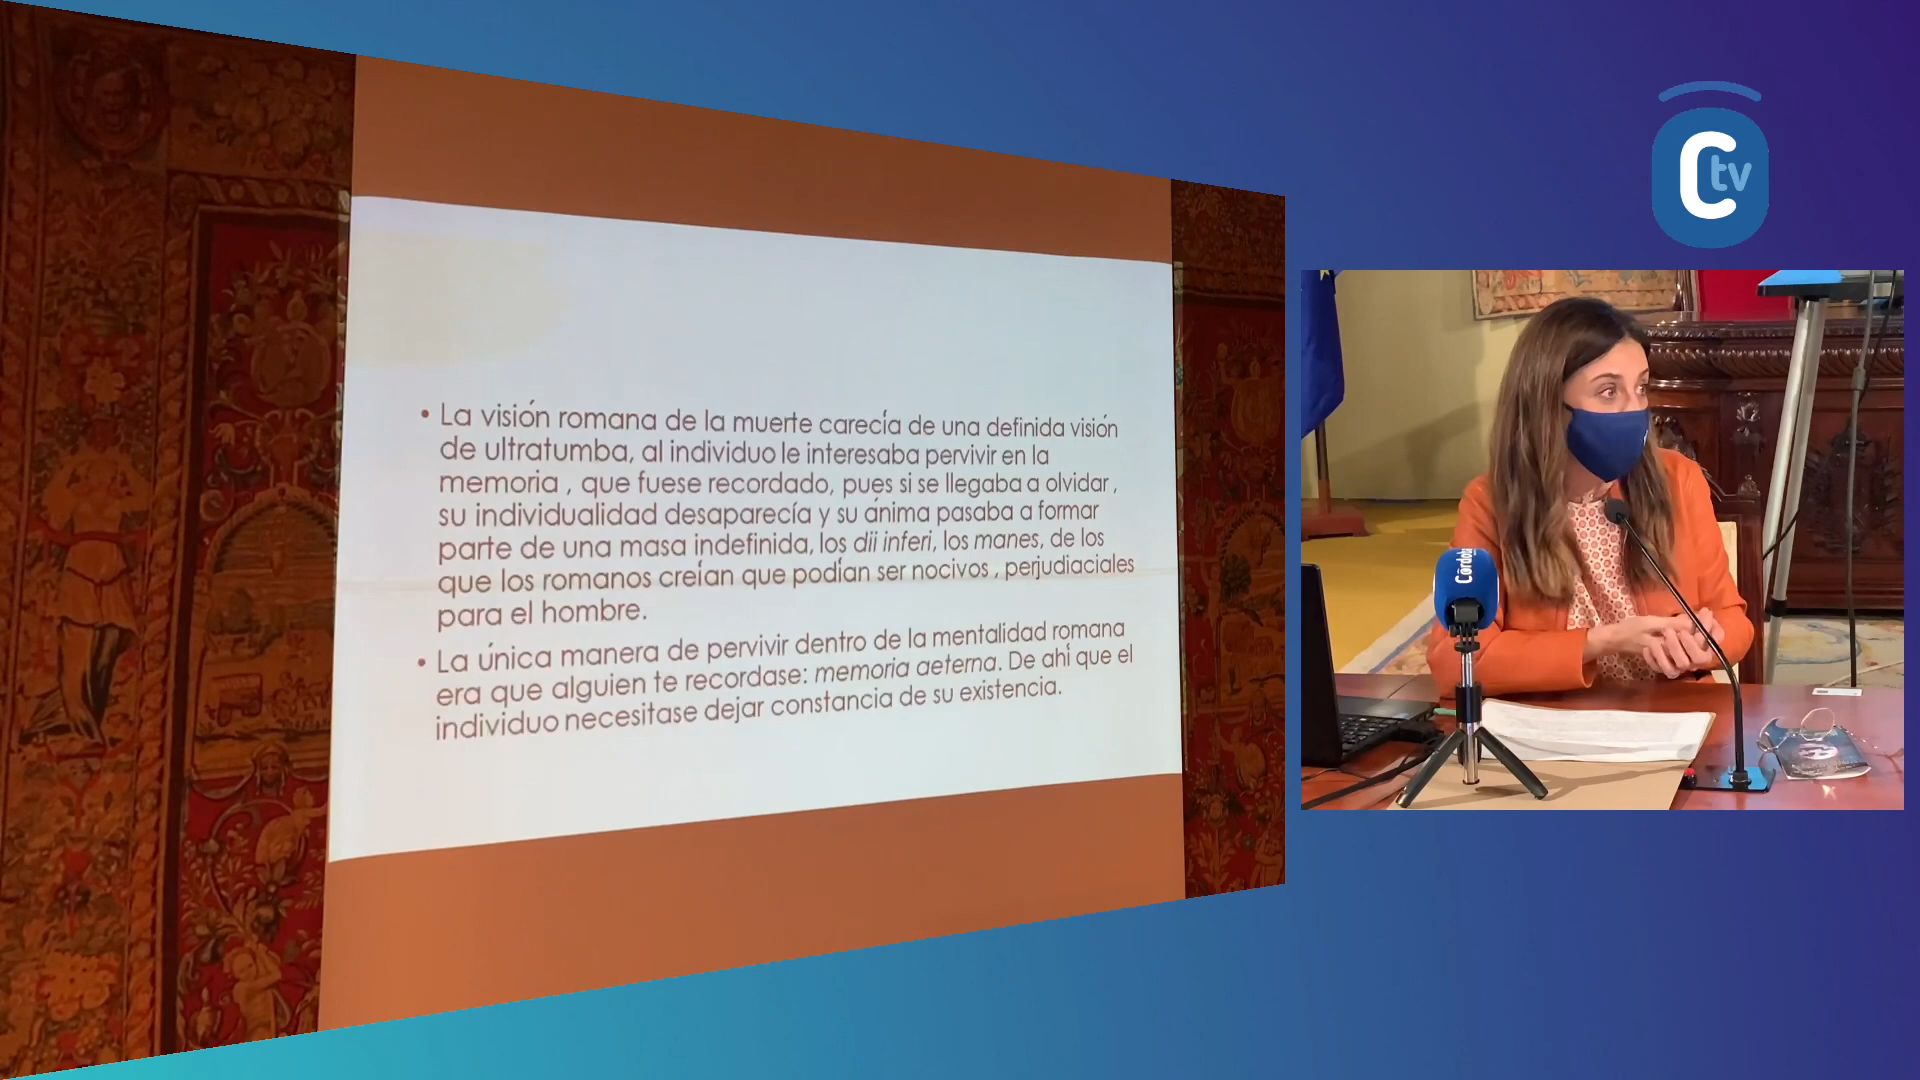 • La visión romana de la muerte carecía de una definida visión
de ultratumba, al individuo le interesaba pervivir en la
memoria , que fuese recordado, pues si se llegaba a olvidar ,
su individualidad desaparecía y su ánima pasaba a formar
parte de una masa indefinida, los dii inferi, los manes, de los
que los romanos creían que podían ser nocivos , perjudiaciales
para el hombre.
• La única manera de pervivir dentro de la mentalidad romana
era que alguien te recordase: memoria aeterna. De ahí que el
individuo necesitase dejar constancia de su existencia.
Ctv
Córdoba